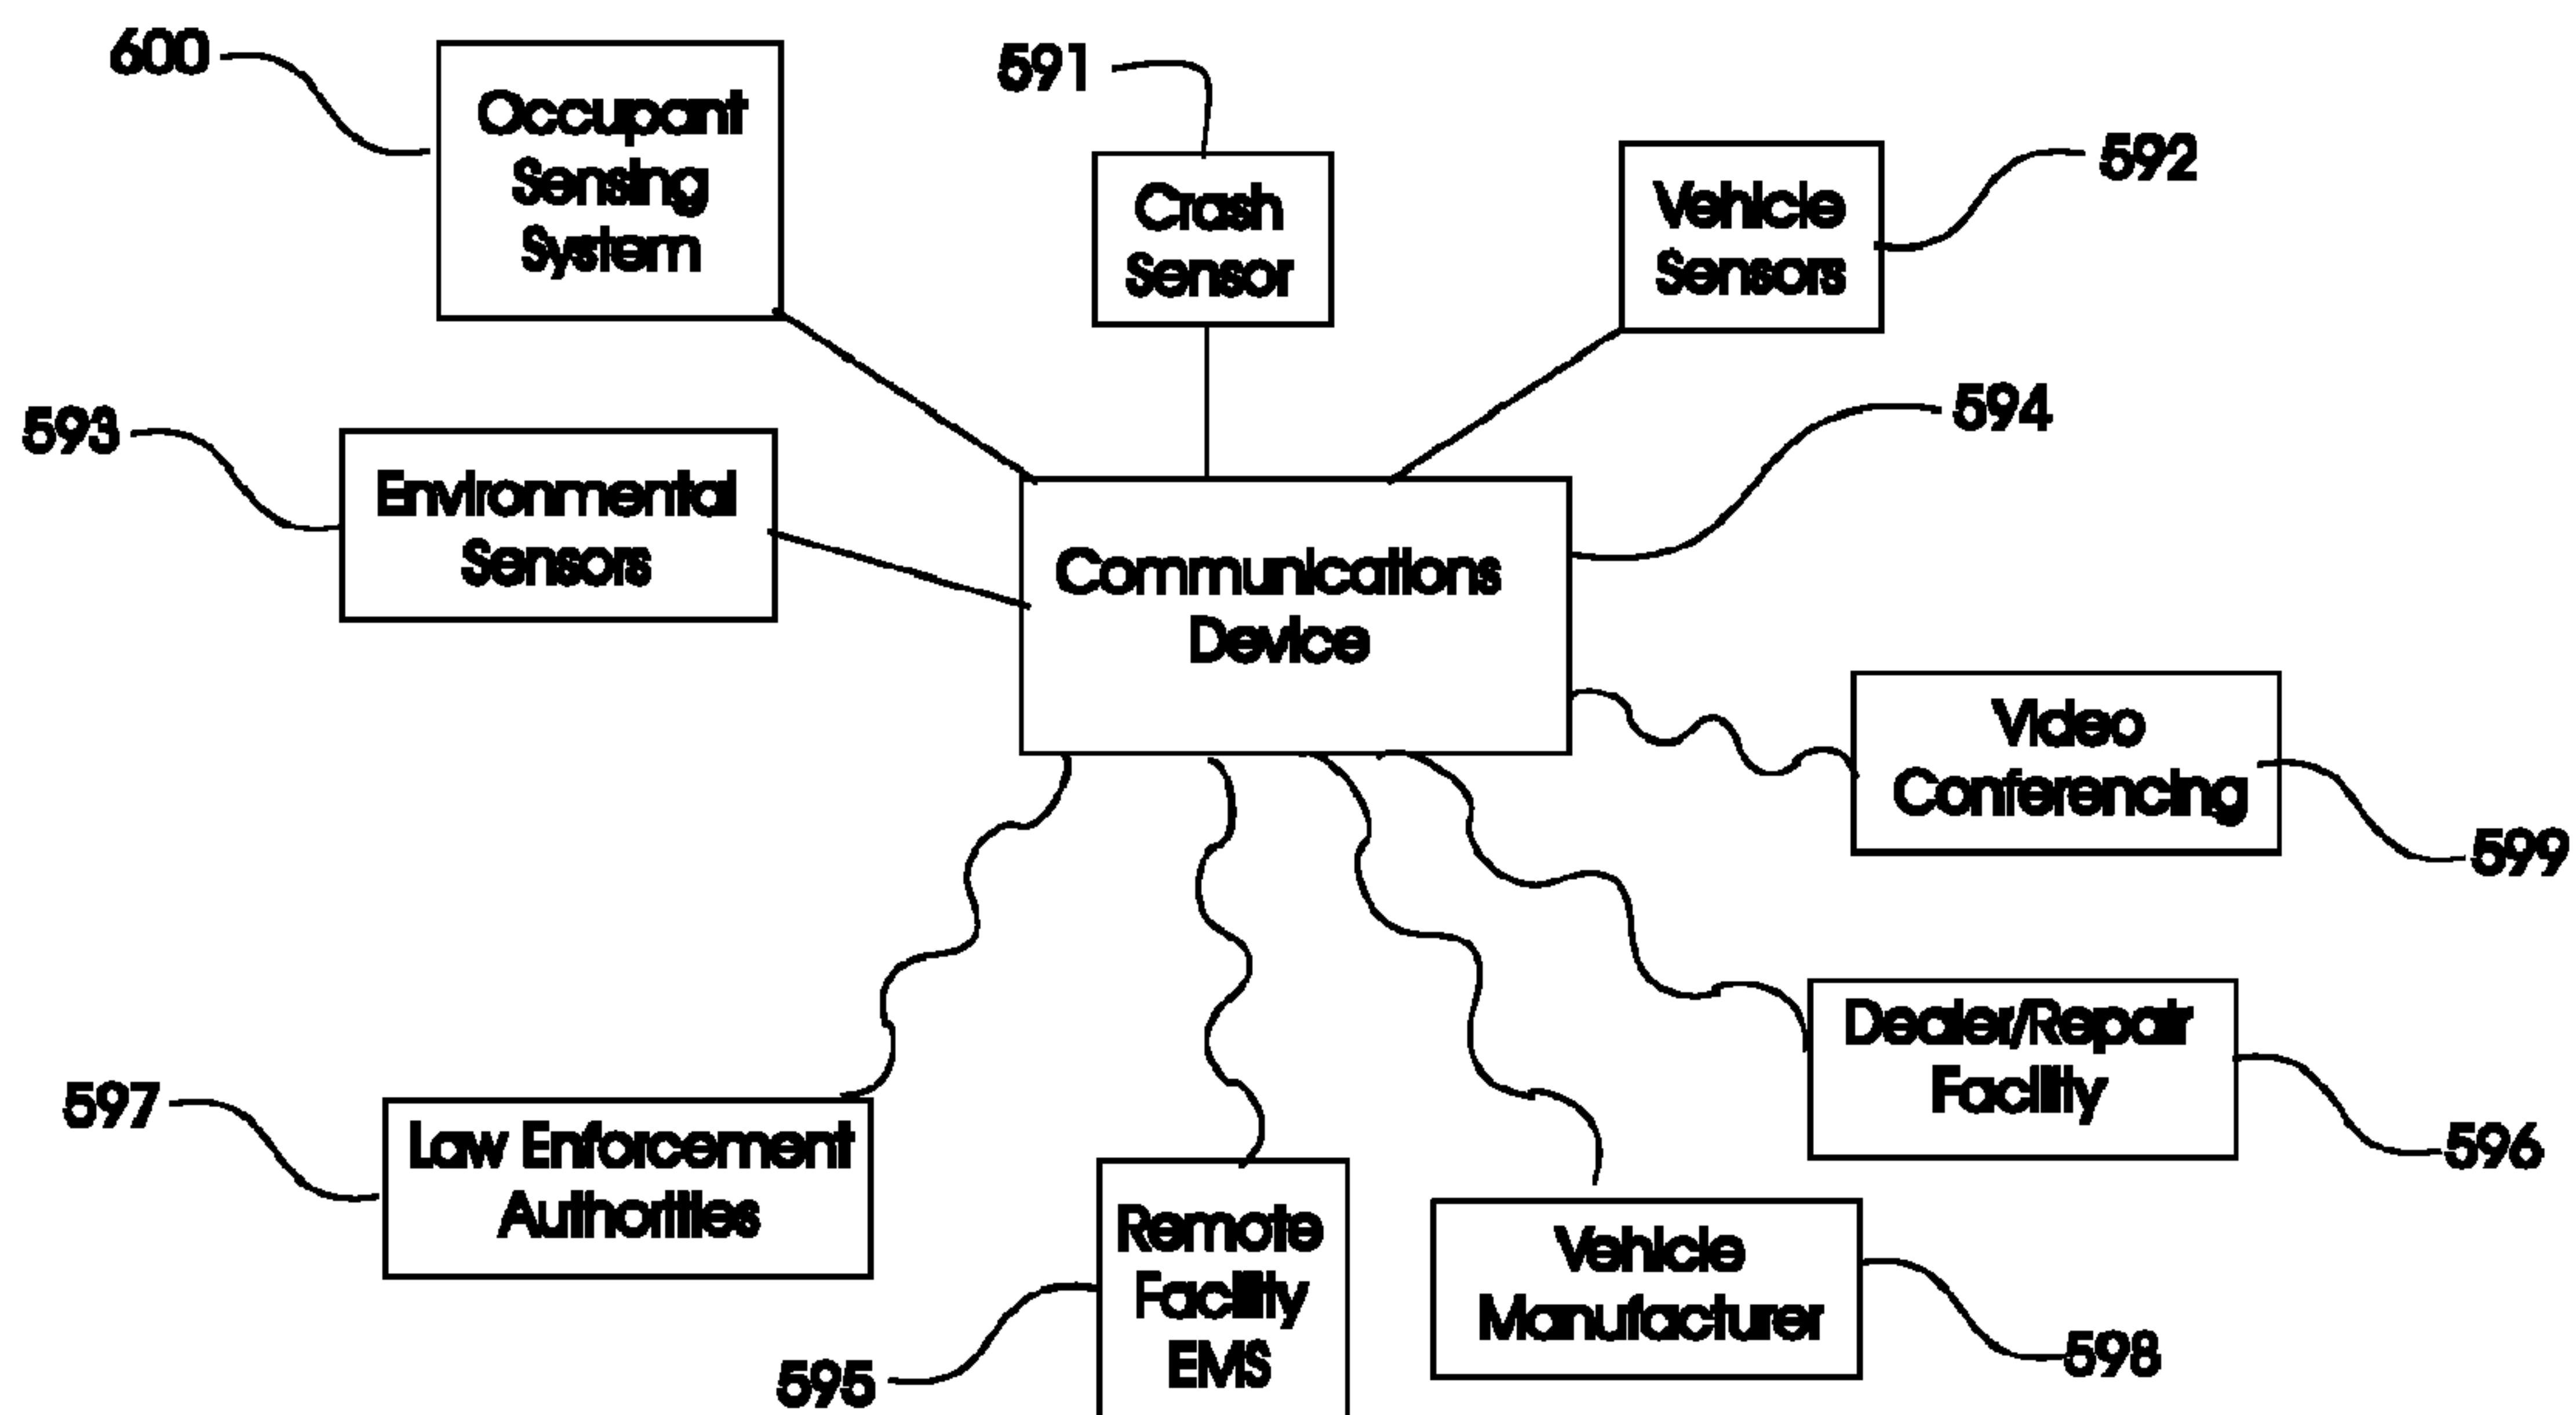 600
Occupant
Sensing
System
591
Crash
Sensor
592
Vehicle
Sensors
593
Environmental
Sensors
594
Communications
Device
Video
Conferencing
599
Dealer/Repair
Facility
596
597
Law Enforcement
Authorities
595
Remote
Facility
EMS
Vehicle
Manufacturer
598